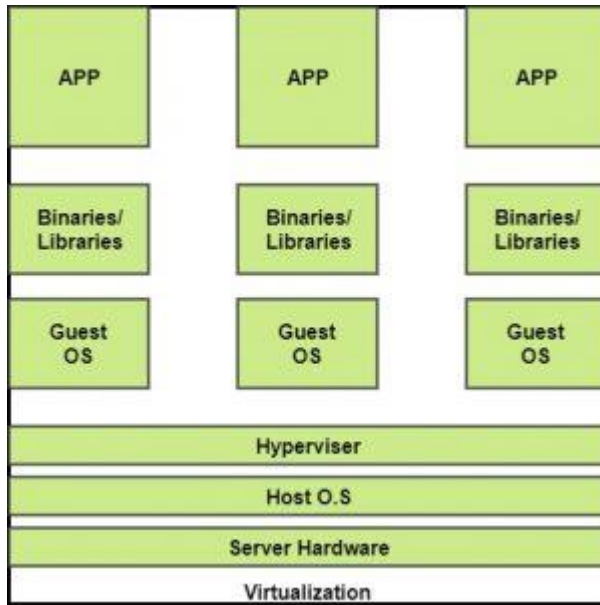 APP
APP
APP
Binaries/
Libraries
Binaries/
Libraries
Binaries/
Libraries
Guest
OS
Guest
OS
Guest
OS
Hyperviser
Host O.S
Server Hardware
Virtualization